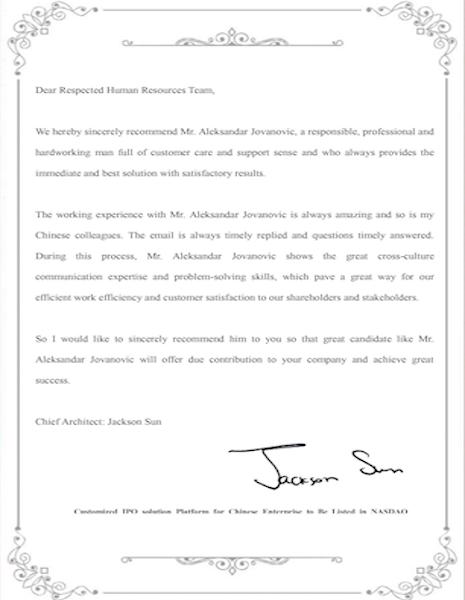 Dear Respected Human Resources Team,
We hereby sincerely recommend Mr. Aleksandar Jovanovic, a responsible, professional and
hardworking man full of customer care and support sense and who always provides the
immediate and best solution with satisfactory results.
The working experience with Mr. Aleksandar Jovanovic is always amazing and so is my
Chinese colleagues. The email is always timely replied and questions timely answered.
During this process, Mr. Aleksandar Jovanovic shows the great cross-culture
communication expertise and problem-solving skills, which pave a great way for our
efficient work efficiency and customer satisfaction to our shareholders and stakeholders.
So I would like to sincerely recommend him to you so that great candidate like Mr.
Aleksandar Jovanovic will offer due contribution to your company and achieve great
success.
Chief Architect: Jackson Sun
Jackson Sun
Customized IPO solution Platform for Chinese Enterprise to Be Listed in NASDAQ